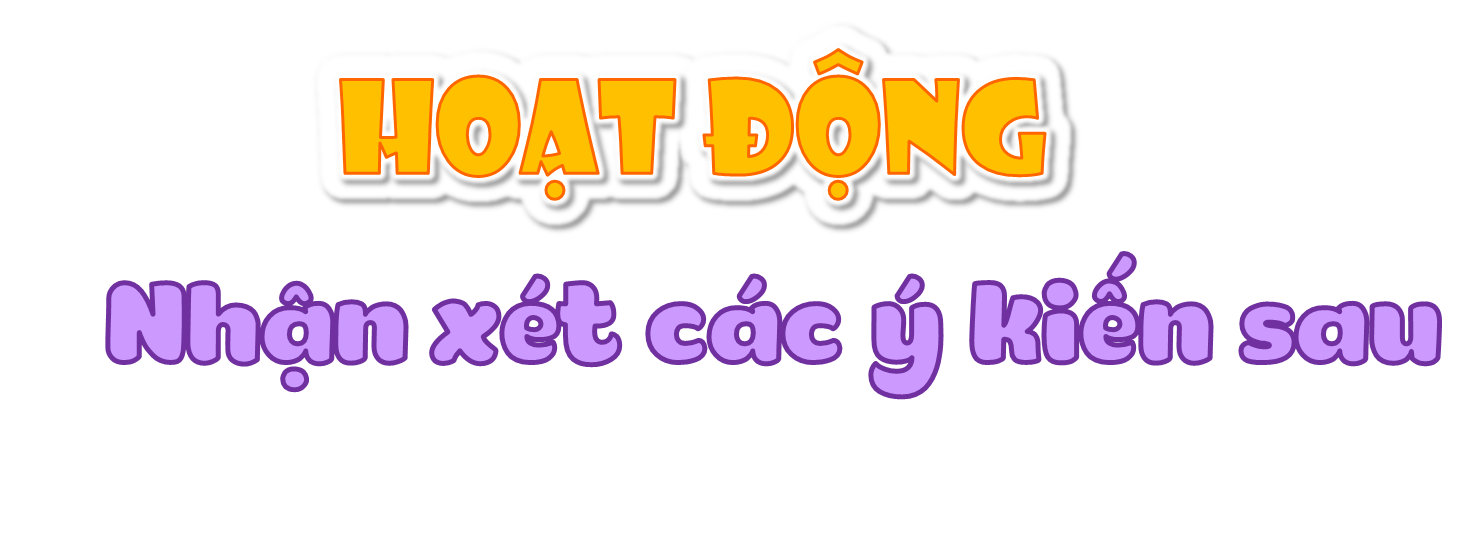 HOẠT ĐỘNG
Nhận xét các ý kiến sau